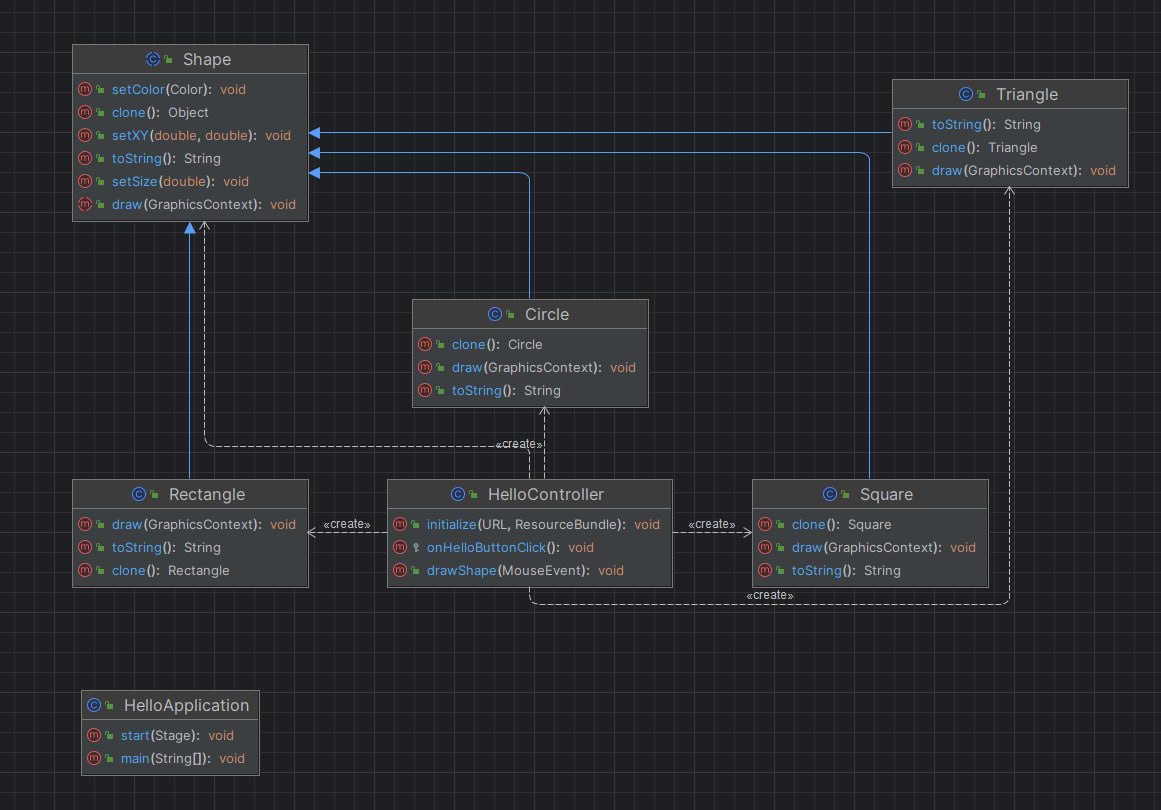 Shape
setColor(Color): void
clone(): Object
setXY(double, double): void
toString(): String
setSize(double): void
draw(GraphicsContext): void
Triangle
toString(): String
clone(): Triangle
draw(GraphicsContext): void
Circle
clone(): Circle
draw(GraphicsContext): void
toString(): String
«create»
Rectangle
draw(GraphicsContext): void
toString(): String
clone(): Rectangle
«create»
HelloController
initialize(URL, ResourceBundle): void
onHelloButtonClick(): void
drawShape(MouseEvent): void
«create»
Square
clone(): Square
draw(GraphicsContext): void
toString(): String
«create»
HelloApplication
start(Stage): void
main(String[]): void